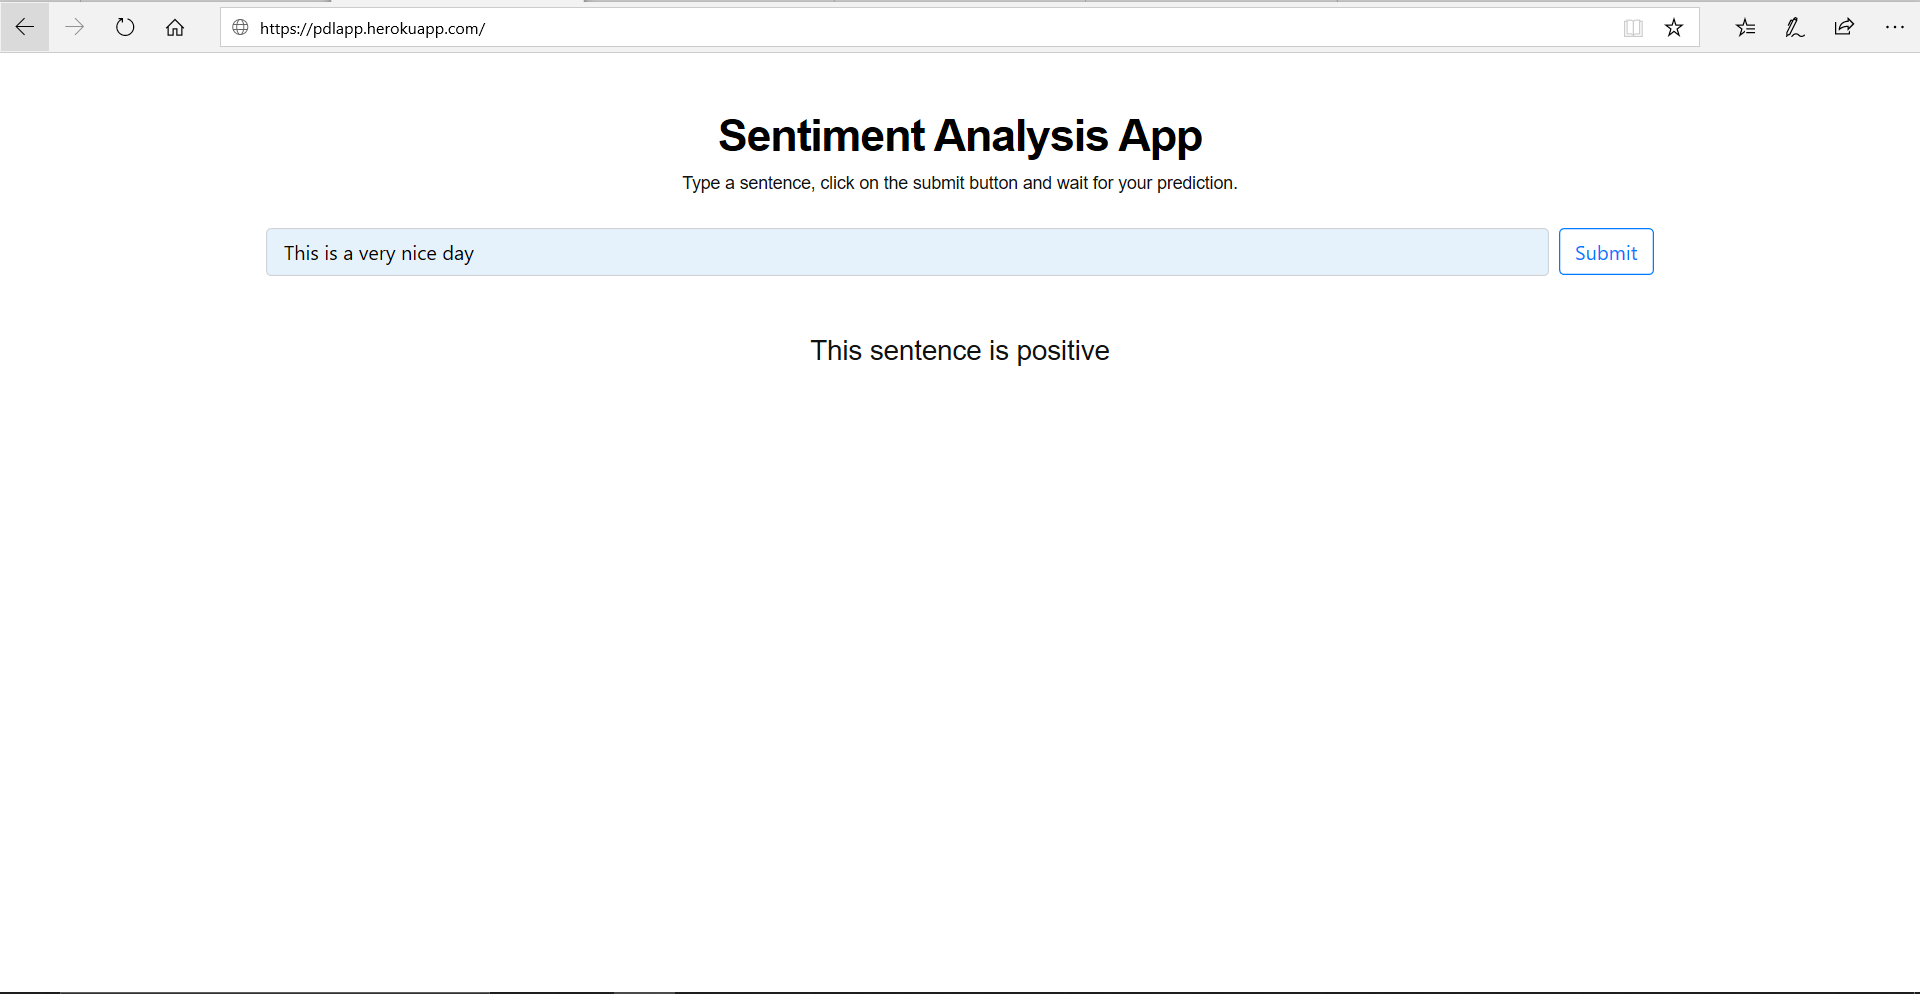 https://pdlapp.herokuapp.com/
Sentiment Analysis App
Type a sentence, click on the submit button and wait for your prediction.
This is a very nice day
Submit
This sentence is positive